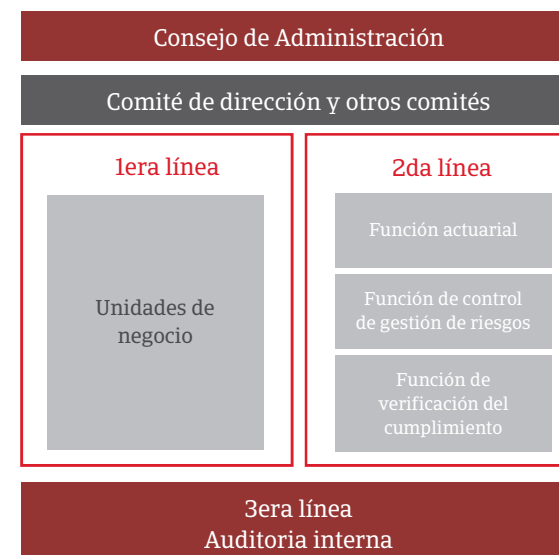 Consejo de Administración
Comité de dirección y otros comités
1era línea
Unidades de
negocio
2da línea
Función actuarial
Función de control
de gestión de riesgos
Función de
verificación del
cumplimiento
3era línea
Auditoria interna